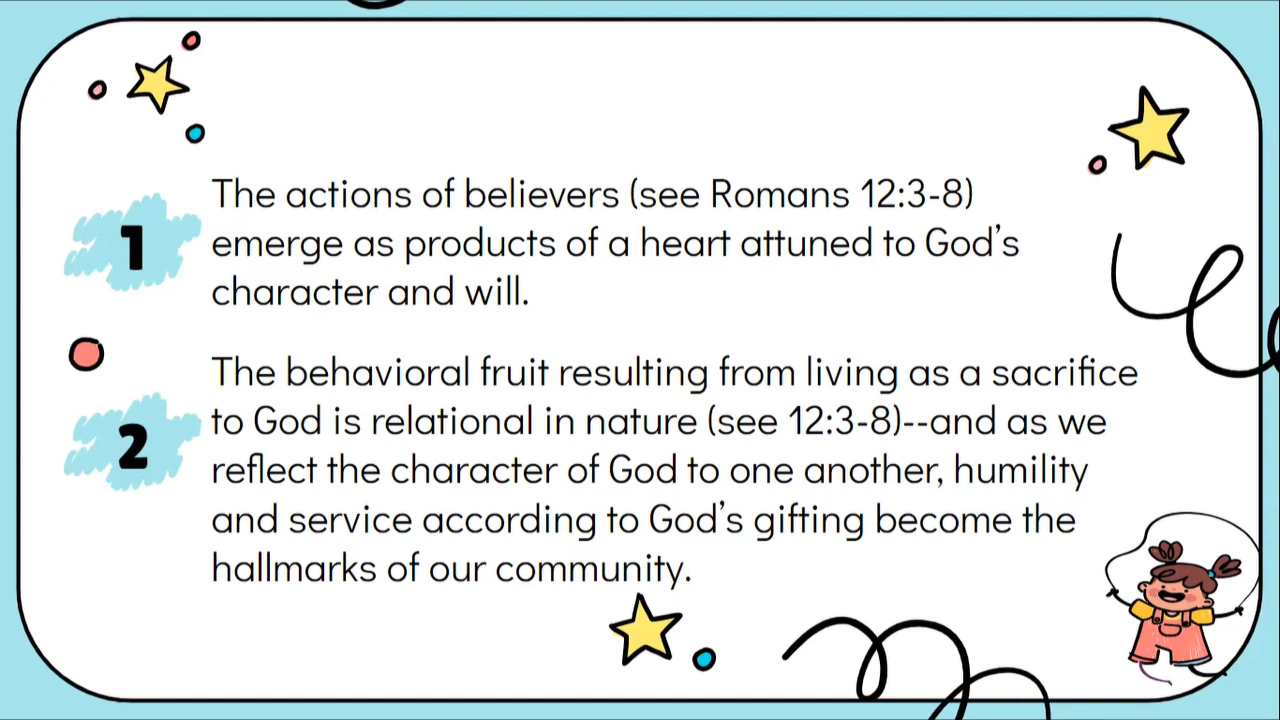 1
The actions of believers (see Romans 12:3-8)
emerge as products of a heart attuned to God's
character and will.
2
The behavioral fruit resulting from living as a sacrifice
to God is relational in nature (see 12:3-8)--and as we
reflect the character of God to one another, humility
and service according to God's gifting become the
hallmarks of our community.